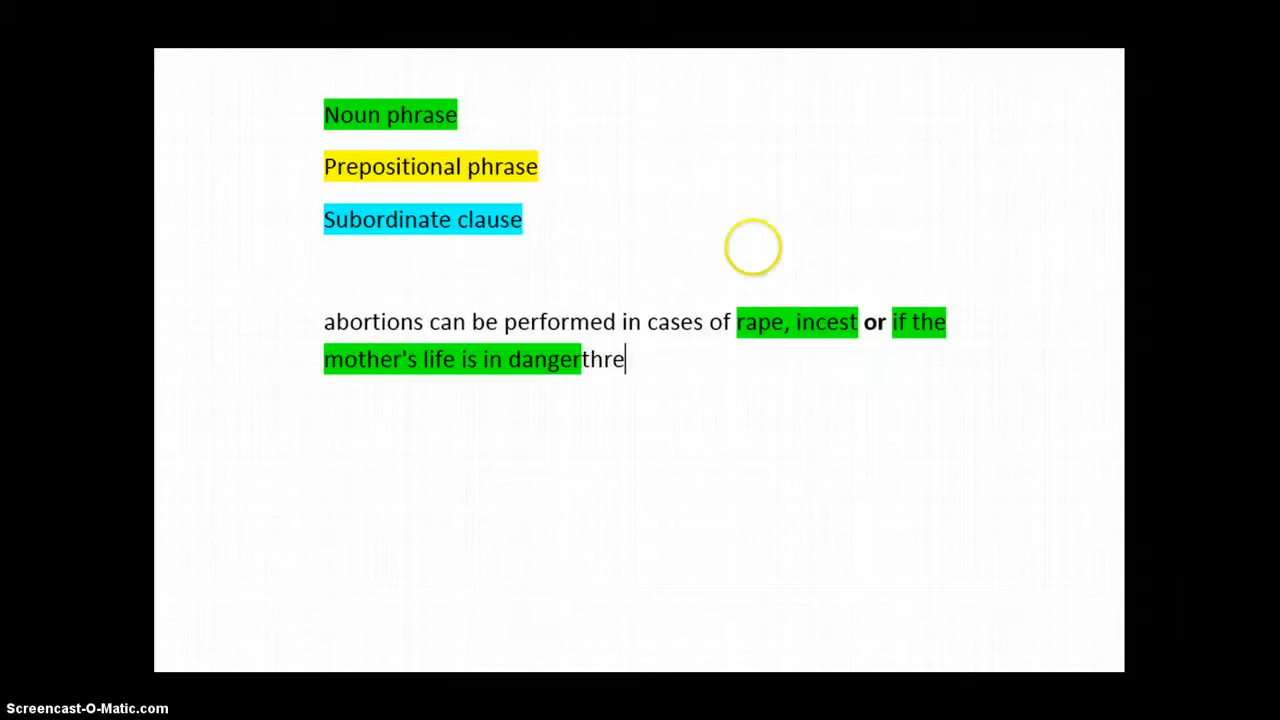 Noun phrase
Prepositional phrase
Subordinate clause
abortions can be performed in cases of rape, incest or if the
mother's life is in dangerthre
Screencast-O-Matic.com